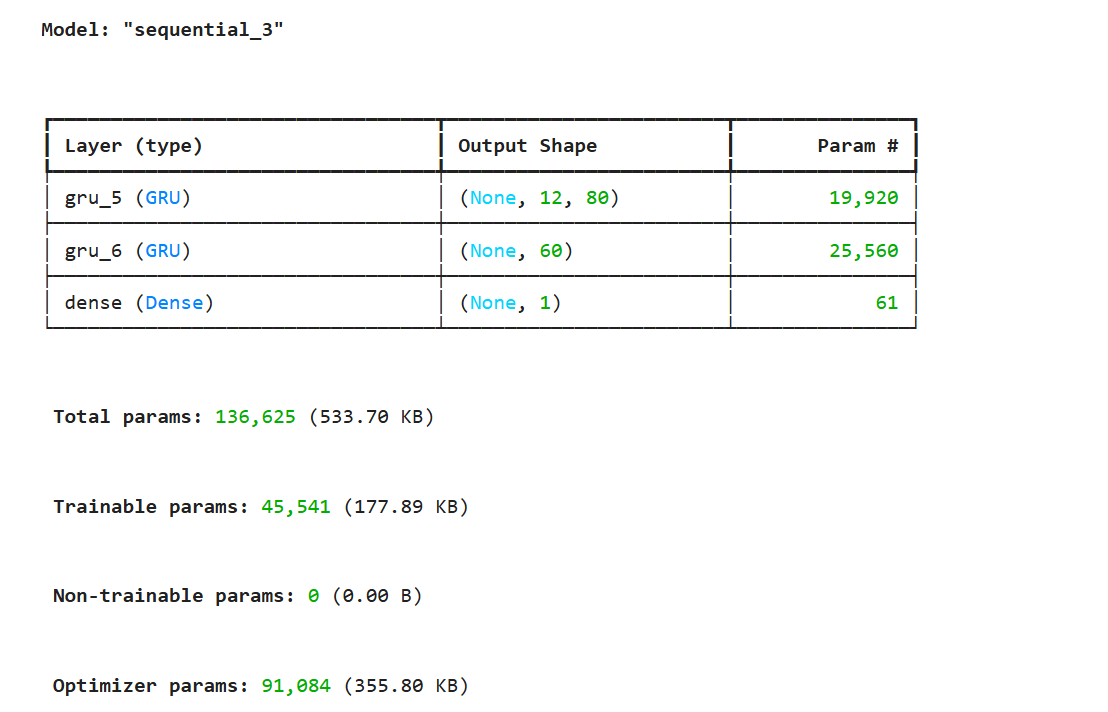 Model: "sequential_3"
Layer (type) Output Shape Param #
gru_5 (GRU) (None, 12, 80) 19,920
gru_6 (GRU) (None, 60) 25,560
dense (Dense) (None, 1) 61
Total params: 136,625 (533.70 KB)
Trainable params: 45,541 (177.89 KB)
Non-trainable params: 0 (0.00 B)
Optimizer params: 91,084 (355.80 KB)